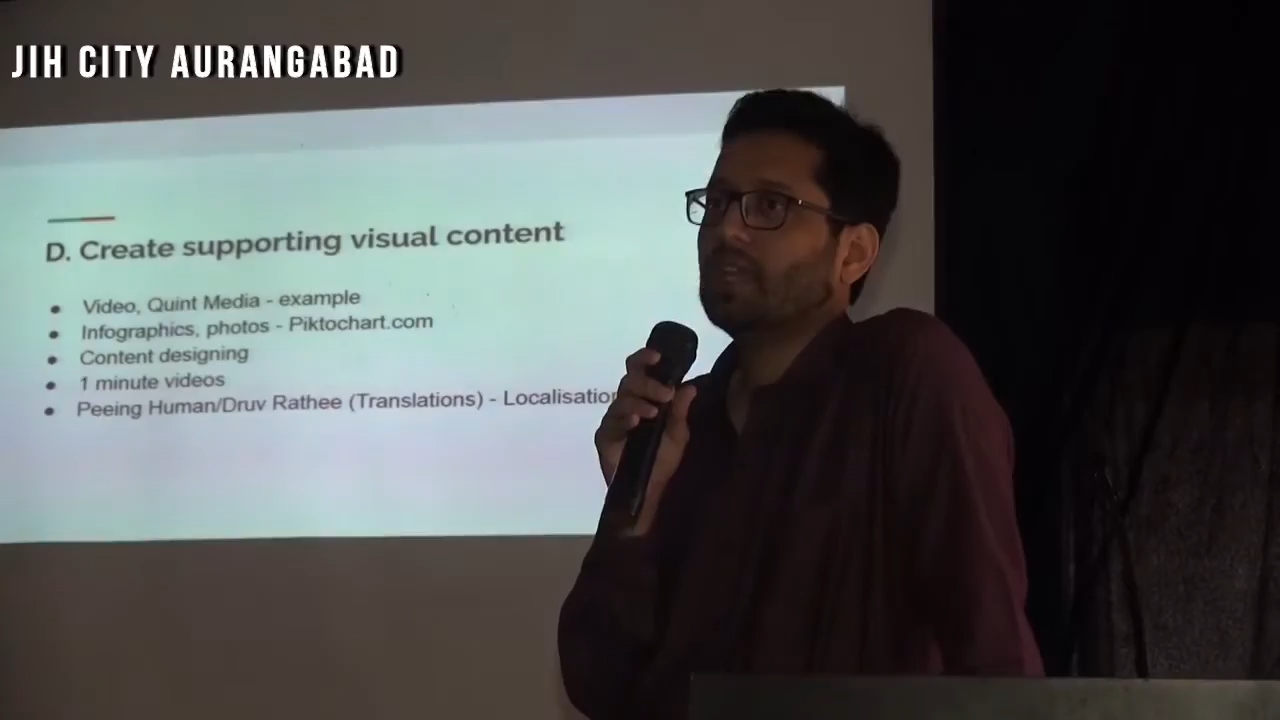 JIH CITY AURANGABAD
D. Create supporting visual content
● Video, Quint Media - example
● Infographics, photos - Piktochart.com
● Content designing
● 1 minute videos
● Peeing Human/Druv Rathee (Translations) - Localisation